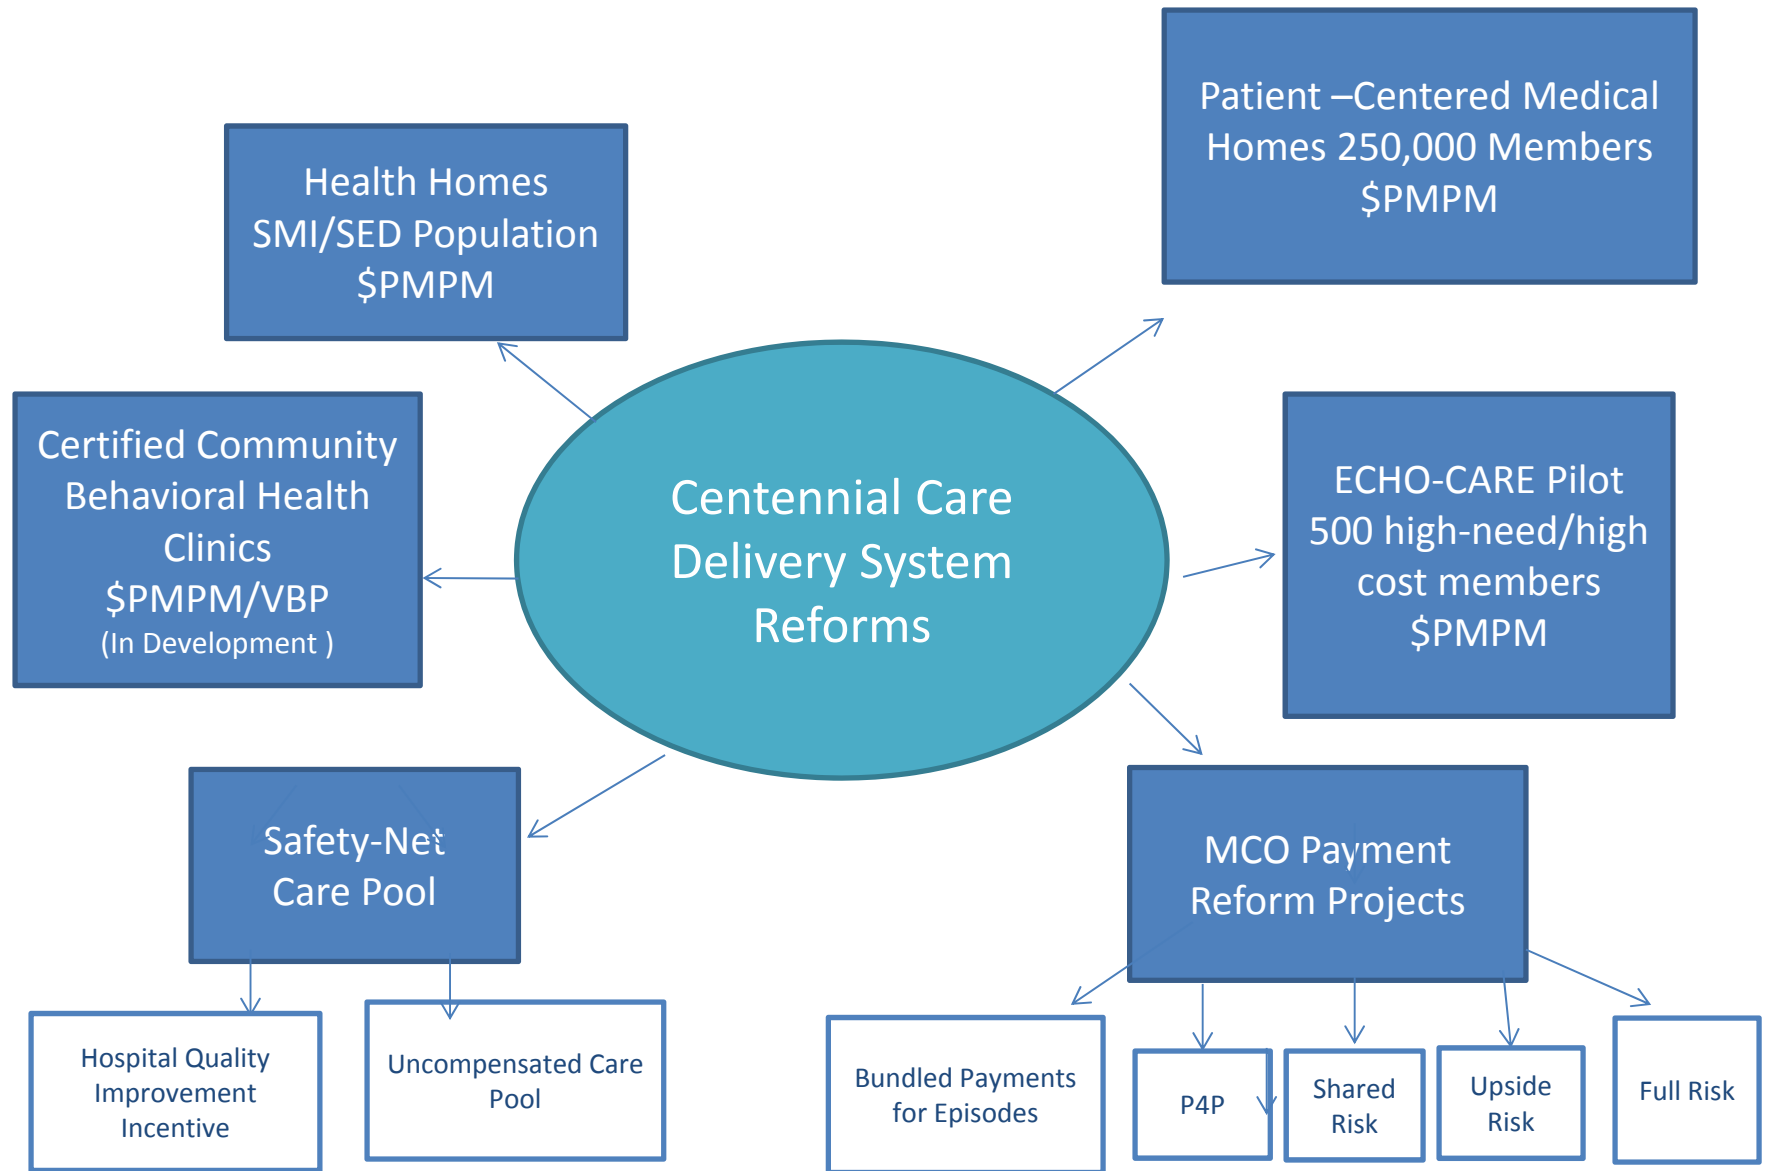 Patient –Centered Medical
Homes 250,000 Members
$PMPM
Health Homes
SMI/SED Population
$PMPM
Certified Community
Behavioral Health
Clinics
$PMPM/VBP
(In Development )
Centennial Care
Delivery System
Reforms
ECHO-CARE Pilot
500 high-need/high
cost members
$PMPM
Safety-Net
Care Pool
MCO Payment
Reform Projects
Hospital Quality
Improvement
Incentive
Uncompensated Care
Pool
Bundled Payments
for Episodes
P4P
Shared
Risk
Upside
Risk
Full Risk